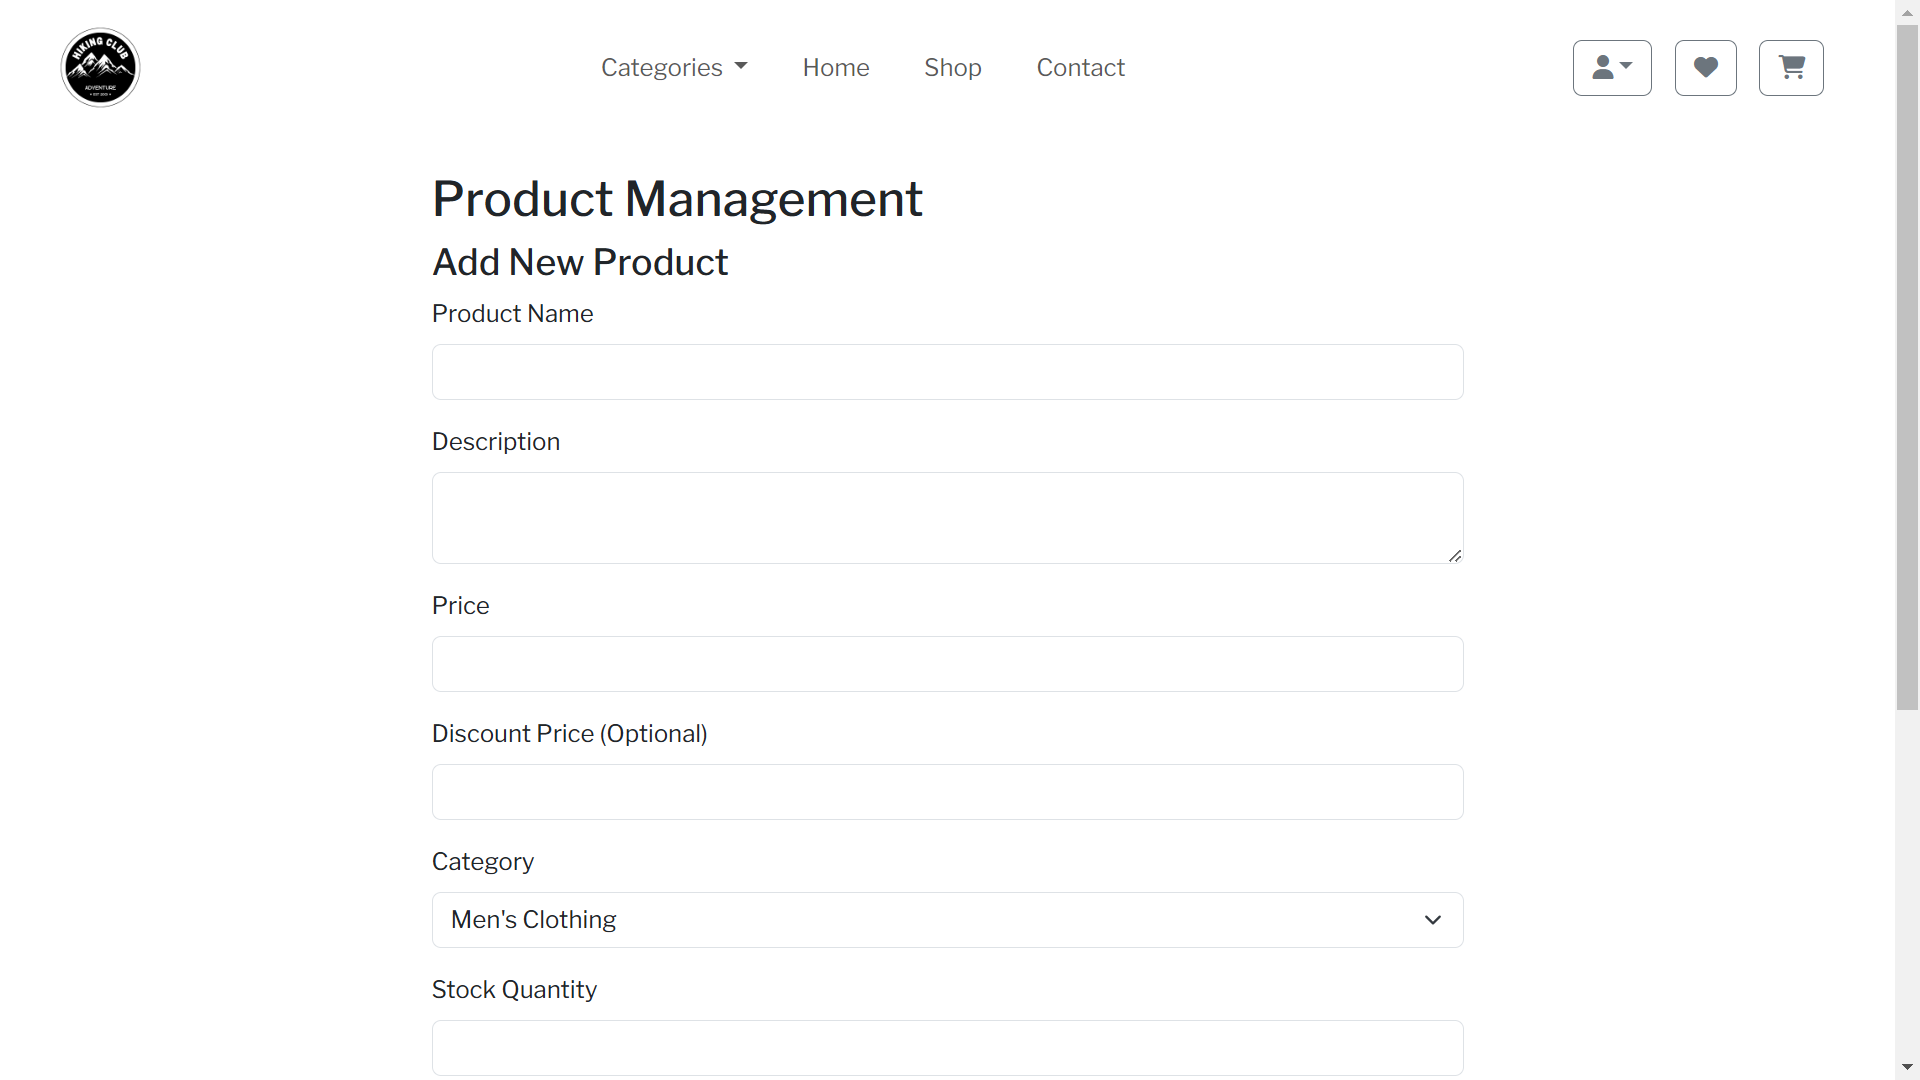 HIKING CLUB
ADVENTURE
Categories
Home
Shop
Contact
Product Management
Add New Product
Product Name
Description
Price
Discount Price (Optional)
Category
Men's Clothing
Stock Quantity